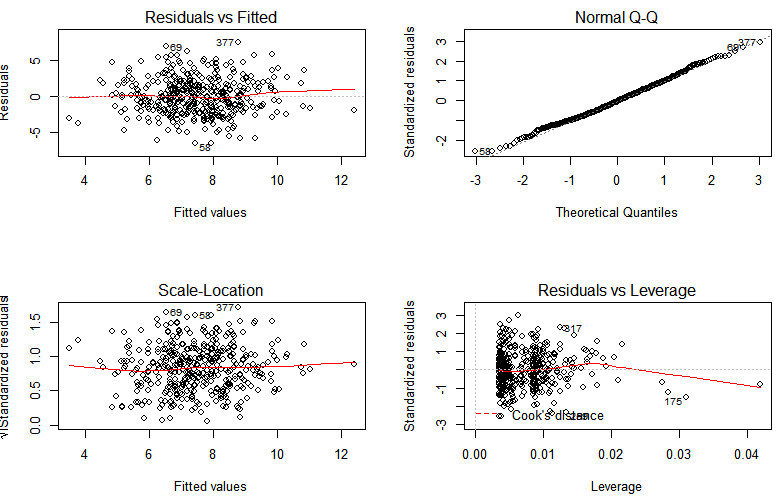 Residuals vs Fitted
Residuals
5
0
-5
69
377
58
4 6 8 10 12
Fitted values
Normal Q-Q
Standardized residuals
3
2
1
0
-2
69
377
58
-3 -2 -1 0 1 2 3
Theoretical Quantiles
Scale-Location
√|Standardized residuals|
1.5
1.0
0.5
0.0
69
58
377
4 6 8 10 12
Fitted values
Residuals vs Leverage
Standardized residuals
3
1
-1
-3
317
175
Cook's distance
0.00 0.01 0.02 0.03 0.04
Leverage